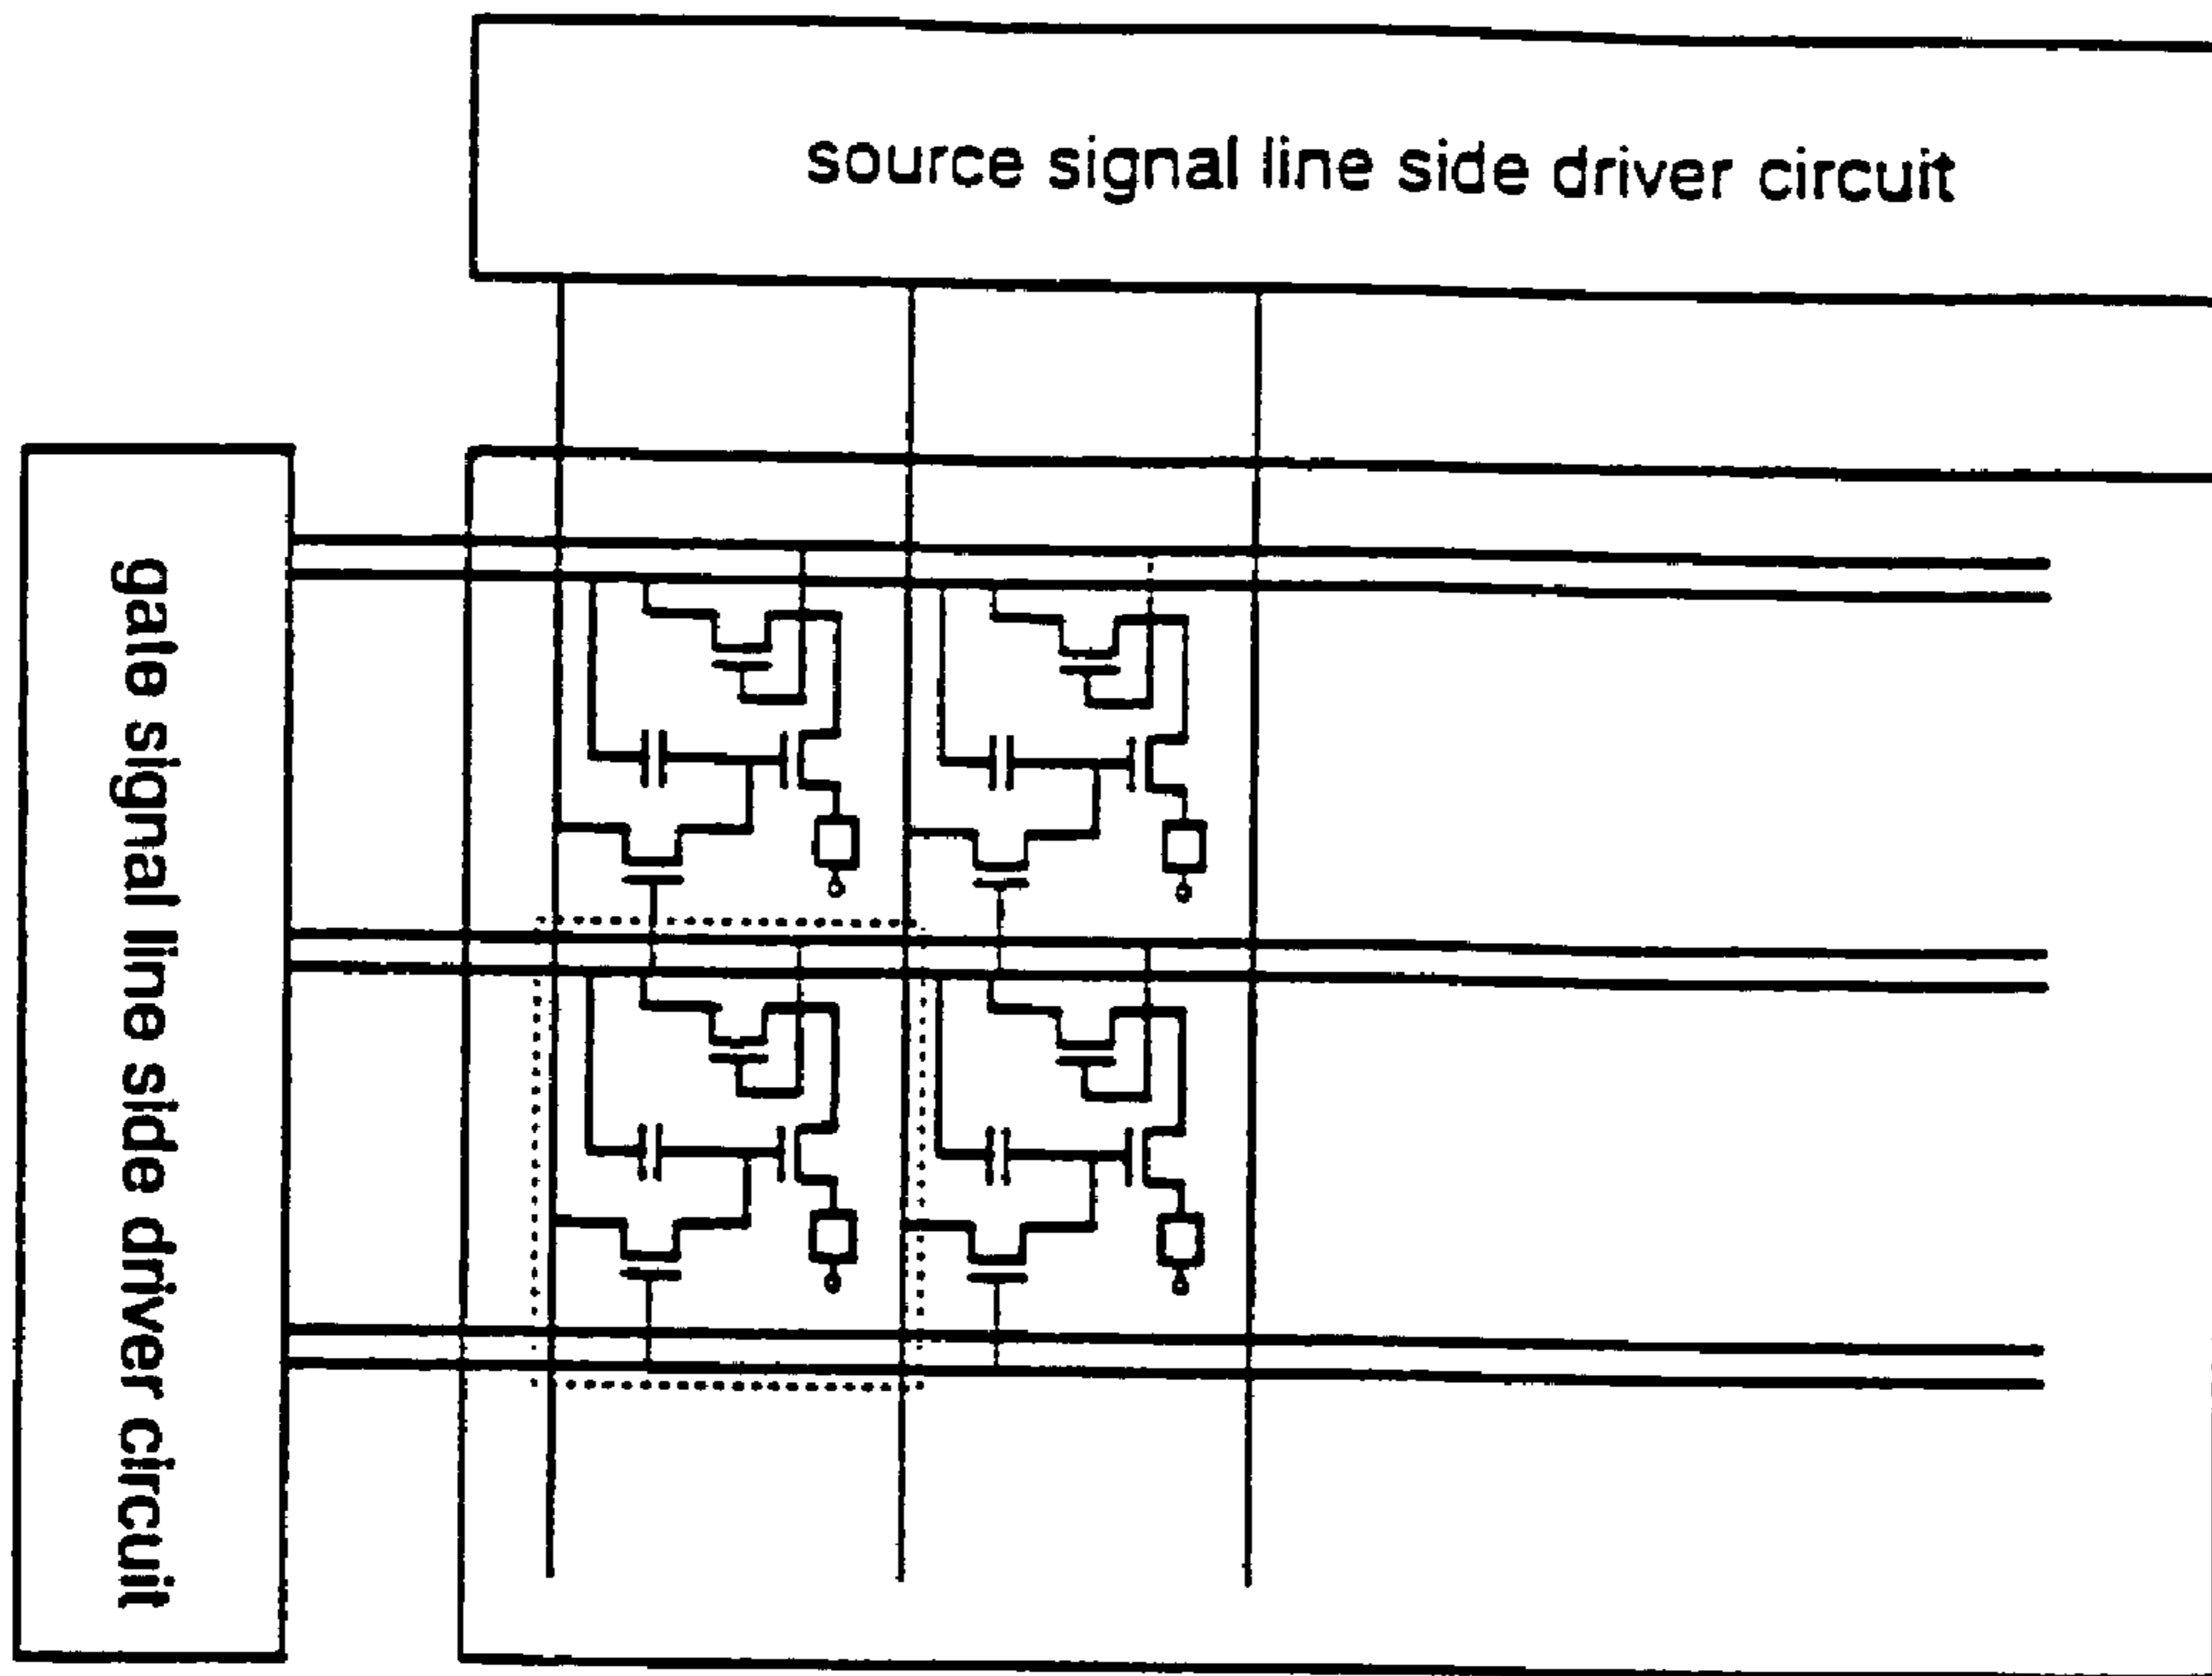 source signal line side driver circuit
gate signal line side driver circuit